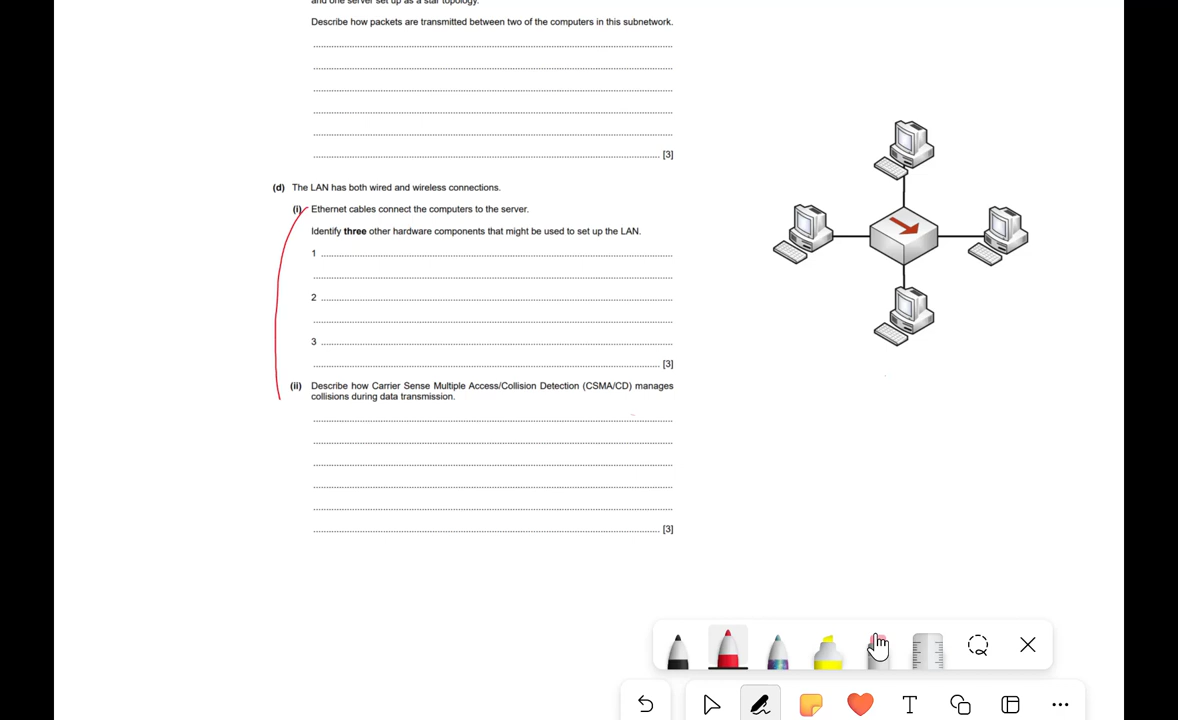 and one server set up as a star topology.
Describe how packets are transmitted between two of the computers in this subnetwork.
[3]
(d) The LAN has both wired and wireless connections.
(i) Ethernet cables connect the computers to the server.
Identify three other hardware components that might be used to set up the LAN.
1
2
3
[3]
(ii) Describe how Carrier Sense Multiple Access/Collision Detection (CSMA/CD) manages
collisions during data transmission.
[3]
T